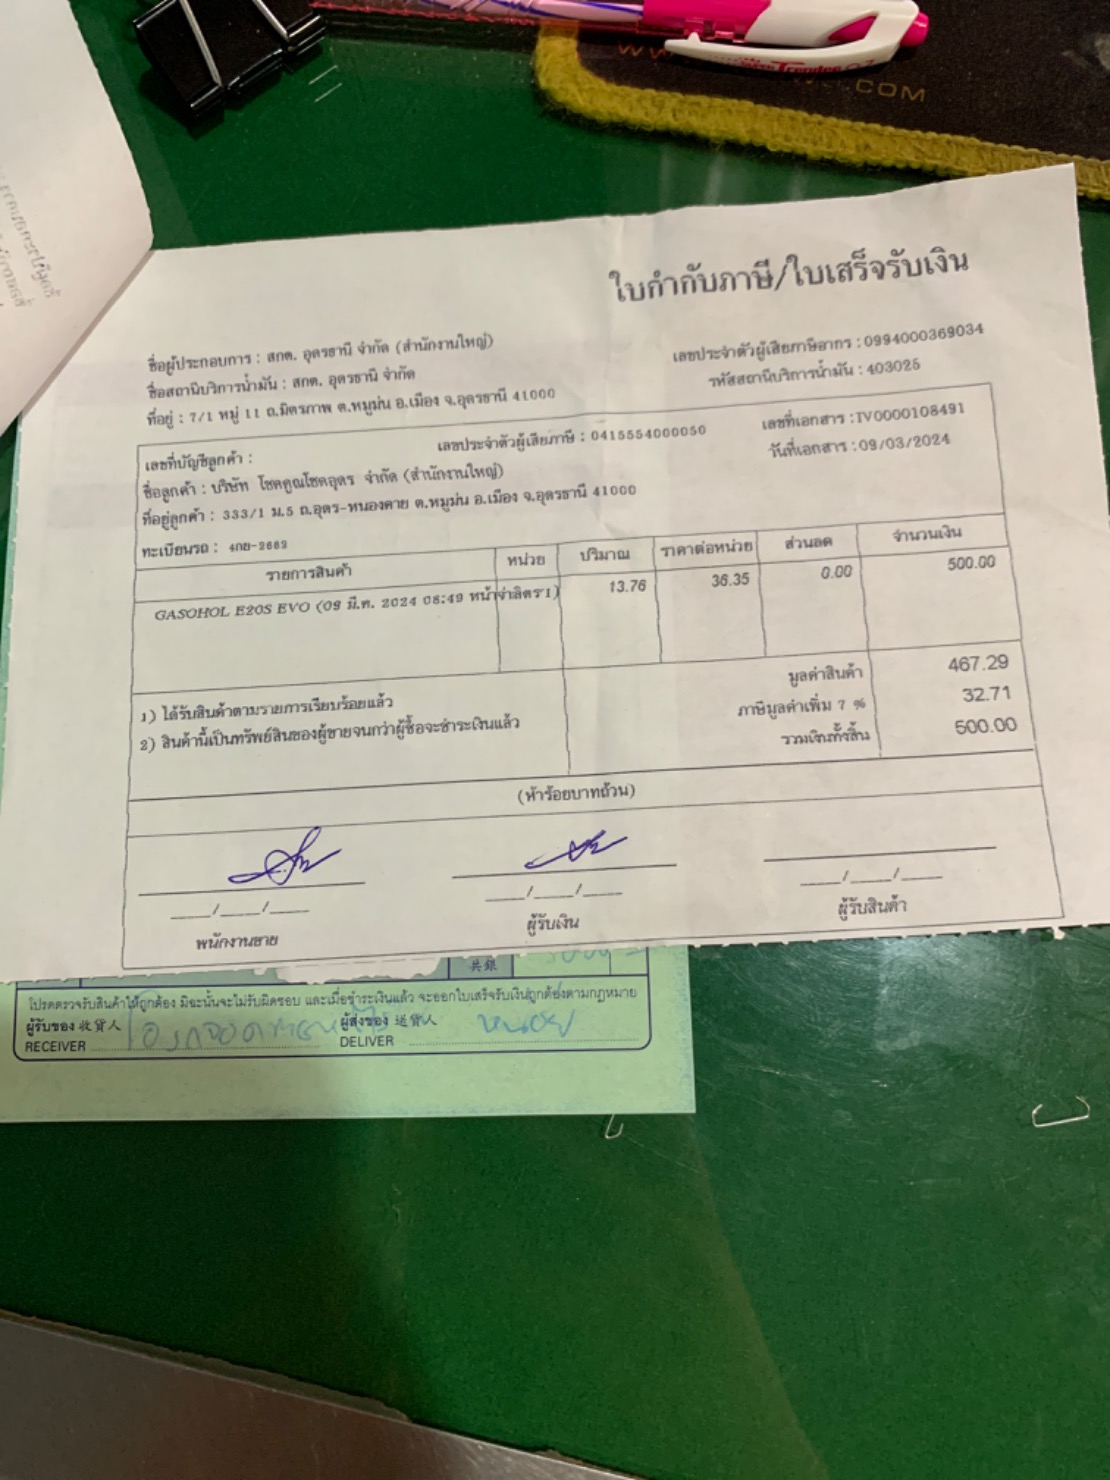 .COM
ใบกำกับภาษี/ใบเสร็จรับเงิน
ชื่อผู้ประกอบการ : สกต. อุดรธานี จำกัด (สำนักงานใหญ่)
เลขประจำตัวผู้เสียภาษีอากร : 0994000369034
ชื่อสถานีบริการน้ำมัน : สกต. อุดรธานี จำกัด
รหัสสถานีบริการน้ำมัน : 403025
ที่อยู่ : 7/1 หมู่ 11 ถ.มิตรภาพ ต.หมูม่น อ.เมือง จ.อุดรธานี 41000
เลขที่บัญชีลูกค้า : เลขประจำตัวผู้เสียภาษี : 0415554000050 เลขที่เอกสาร : IV0000108491
ชื่อลูกค้า : บริษัท โชคคูณโชคอุดร จำกัด (สำนักงานใหญ่) วันที่เอกสาร : 09/03/2024
ที่อยู่ลูกค้า : 333/1 ม.5 ถ.อุดร-หนองคาย ต.หมูม่น อ.เมือง จ.อุดรธานี 41000
ทะเบียนรถ : 4กย-2662
รายการสินค้า หน่วย ปริมาณ ราคาต่อหน่วย ส่วนลด จำนวนเงิน
GASOHOL E20S EVO (09 มี.ค. 2024 08:49 หน้าจ่าลิตร1) 13.76 36.35 0.00 500.00
1) ได้รับสินค้าตามรายการเรียบร้อยแล้ว
2) สินค้านี้เป็นทรัพย์สินของผู้ขายจนกว่าผู้ซื้อจะชำระเงินแล้ว
มูลค่าสินค้า 467.29
ภาษีมูลค่าเพิ่ม 7 % 32.71
รวมเงินทั้งสิ้น 500.00
(ห้าร้อยบาทถ้วน)
___/___/___ ___/___/___ ___/___/___
พนักงานขาย ผู้รับเงิน ผู้รับสินค้า
共銀
โปรดตรวจรับสินค้าให้ถูกต้อง มิฉะนั้นจะไม่รับผิดชอบ และเมื่อชำระเงินแล้ว จะออกใบเสร็จรับเงินถูกต้องตามกฎหมาย
ผู้รับของ 收貨人 ผู้ส่งของ 送貨人 หน่อย
RECEIVER DELIVER